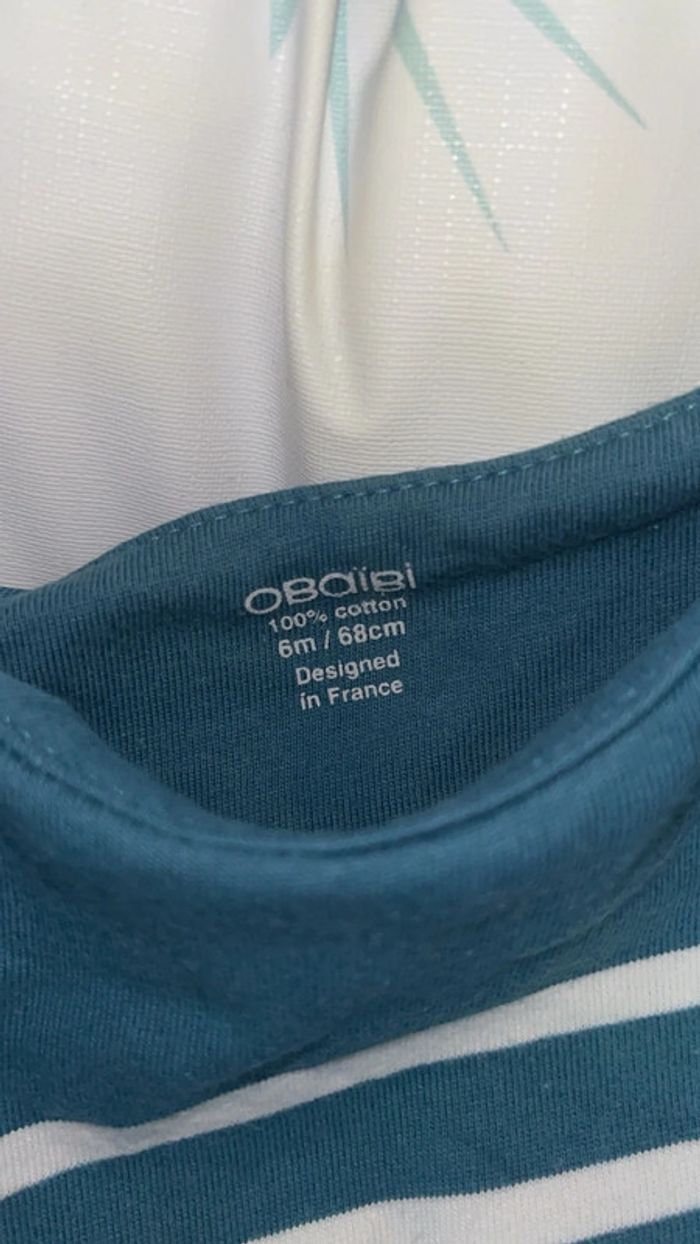 OBaïBi
100% cotton
6m / 68cm
Designed
in France